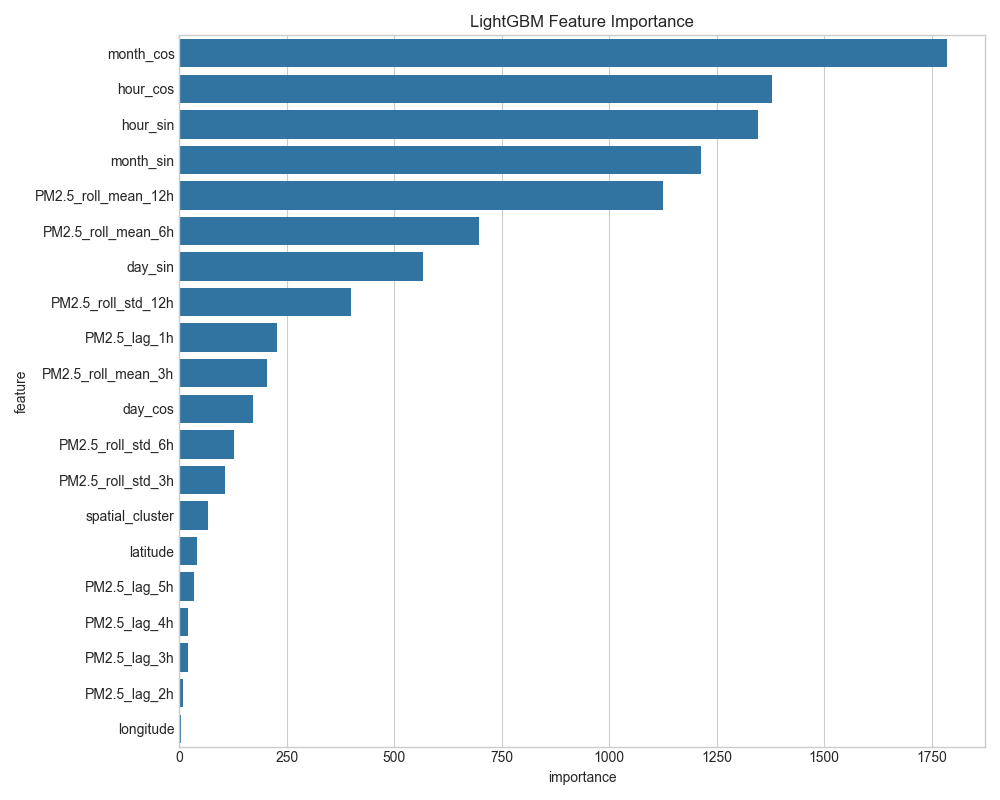 LightGBM Feature Importance
feature
month_cos
hour_cos
hour_sin
month_sin
PM2.5_roll_mean_12h
PM2.5_roll_mean_6h
day_sin
PM2.5_roll_std_12h
PM2.5_lag_1h
PM2.5_roll_mean_3h
day_cos
PM2.5_roll_std_6h
PM2.5_roll_std_3h
spatial_cluster
latitude
PM2.5_lag_5h
PM2.5_lag_4h
PM2.5_lag_3h
PM2.5_lag_2h
longitude
0 250 500 750 1000 1250 1500 1750
importance